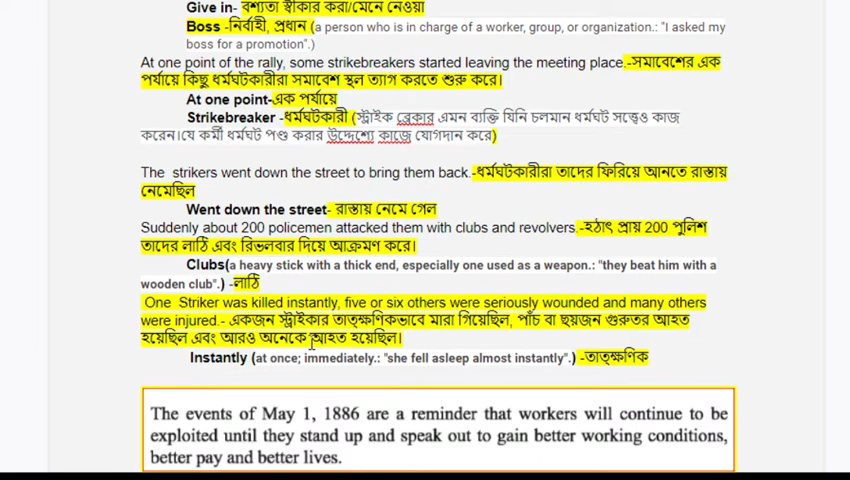 Give in- বশ্যতা স্বীকার করা/মেনে নেওয়া
Boss -নির্বাহী, প্রধান (a person who is in charge of a worker, group, or organization.: "I asked my
boss for a promotion".)
At one point of the rally, some strikebreakers started leaving the meeting place.-সমাবেশের এক
পর্যায়ে কিছু ধর্মঘটকারীরা সমাবেশ স্থল ত্যাগ করতে শুরু করে।
At one point-এক পর্যায়ে
Strikebreaker -ধর্মঘটকারী (স্ট্রাইক ব্রেকার এমন ব্যক্তি যিনি চলমান ধর্মঘট সত্ত্বেও কাজ
করেন।যে কর্মী ধর্মঘট পণ্ড করার উদ্দেশ্যে কাজে যোগদান করে)
The strikers went down the street to bring them back.-ধর্মঘটকারীরা তাদের ফিরিয়ে আনতে রাস্তায়
নেমেছিল
Went down the street- রাস্তায় নেমে গেল
Suddenly about 200 policemen attacked them with clubs and revolvers.-হঠাৎ প্রায় 200 পুলিশ
তাদের লাঠি এবং রিভলবার দিয়ে আক্রমণ করে।
Clubs(a heavy stick with a thick end, especially one used as a weapon.: "they beat him with a
wooden club".) -লাঠি
One Striker was killed instantly, five or six others were seriously wounded and many others
were injured.- একজন স্ট্রাইকার তাত্ক্ষণিকভাবে মারা গিয়েছিল, পাঁচ বা ছয়জন গুরুতর আহত
হয়েছিল এবং আরও অনেকে আহত হয়েছিল।
Instantly (at once; immediately.: "she fell asleep almost instantly".) -তাত্ক্ষণিক
The events of May 1, 1886 are a reminder that workers will continue to be
exploited until they stand up and speak out to gain better working conditions,
better pay and better lives.